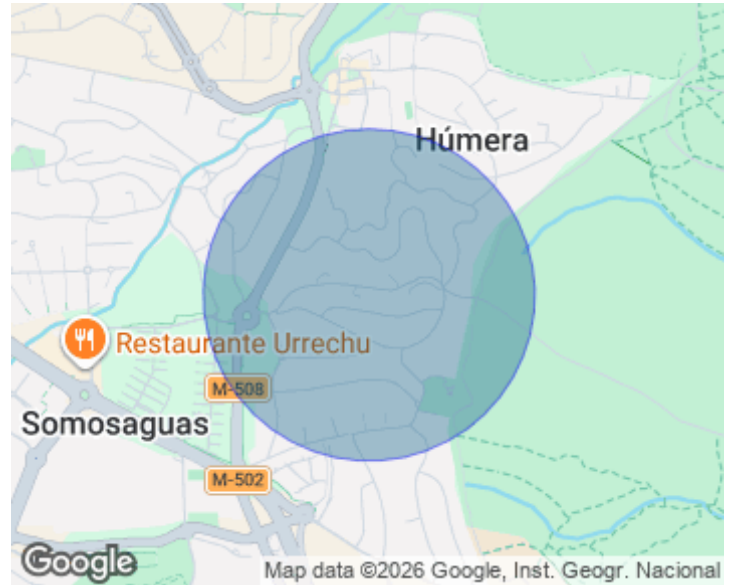 Húmera
Restaurante Urrechu
M-508
Somosaguas
M-502
Google
Map data ©2026 Google, Inst. Geogr. Nacional